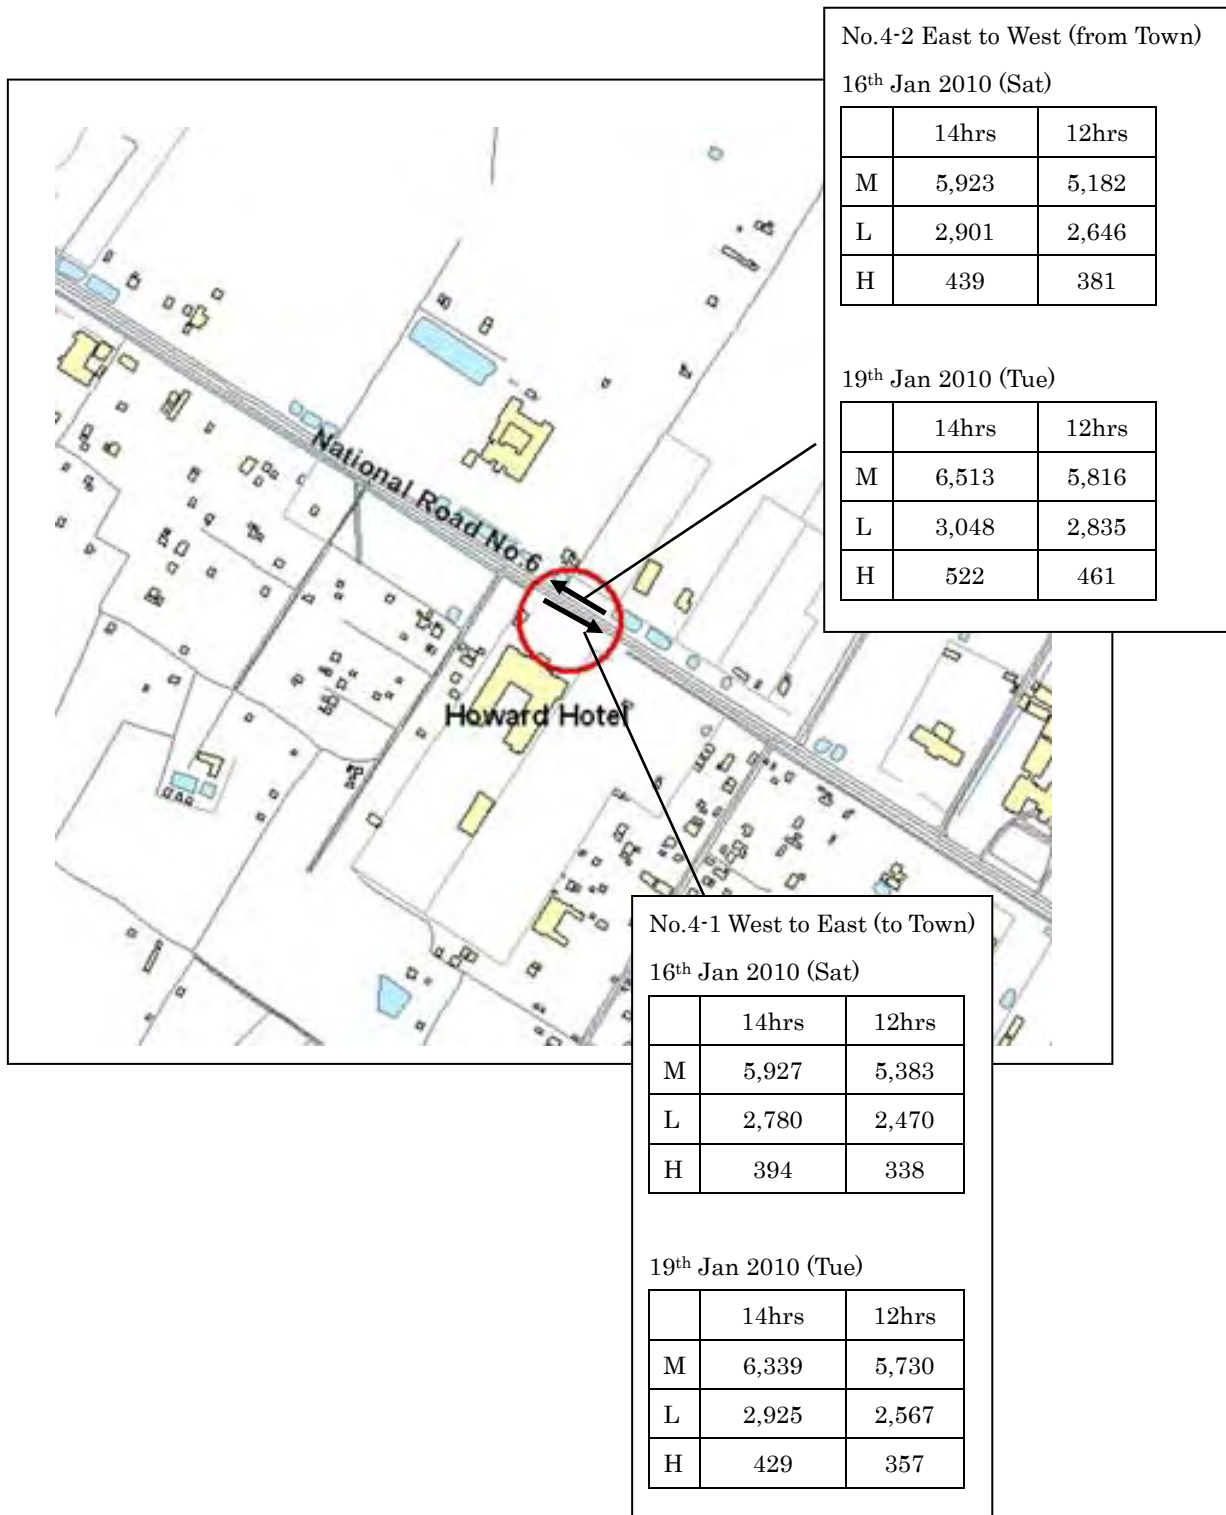 No.4-2 East to West (from Town)
16th Jan 2010 (Sat)
14hrs 12hrs
M 5,923 5,182
L 2,901 2,646
H 439 381
19th Jan 2010 (Tue)
14hrs 12hrs
M 6,513 5,816
L 3,048 2,835
H 522 461
National Road No.6
Howard Hotel
No.4-1 West to East (to Town)
16th Jan 2010 (Sat)
14hrs 12hrs
M 5,927 5,383
L 2,780 2,470
H 394 338
19th Jan 2010 (Tue)
14hrs 12hrs
M 6,339 5,730
L 2,925 2,567
H 429 357